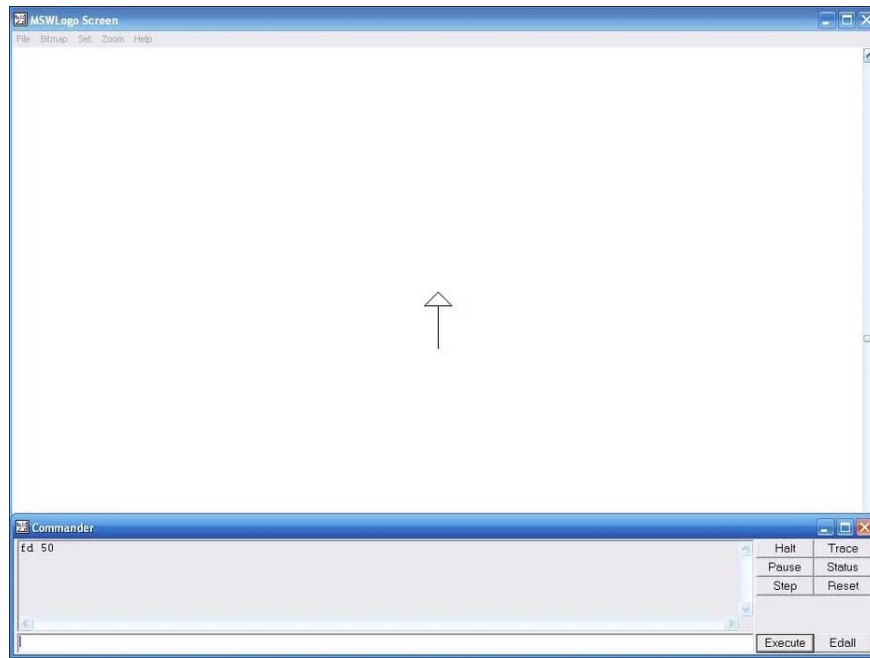 MSWLogo Screen
File Bitmap Set Zoom Help
Commander
fd 50
Halt Trace
Pause Status
Step Reset
Execute Edall